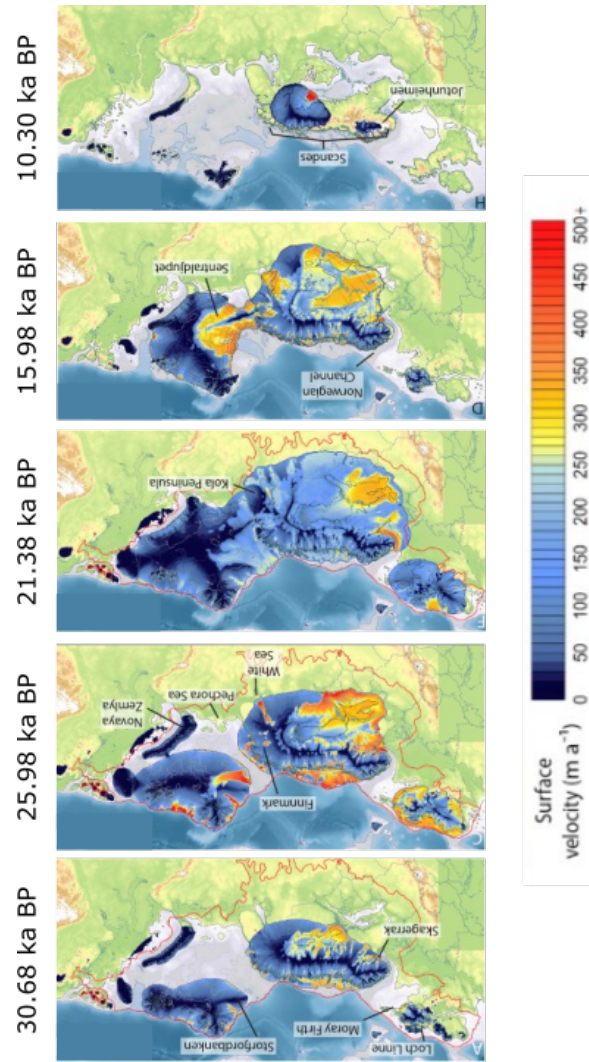 30.68 ka BP
25.98 ka BP
21.38 ka BP
15.98 ka BP
10.30 ka BP
A
Loch Linne
Moray Firth
Skagerrak
Storfjordbanken
C
Finnmark
White
Sea
Pechora Sea
Novaya
Zemlya
Kola Peninsula
D
Norwegian
Channel
Sentraldjupet
H
Scandes
Jotunheimen
Surface
velocity (m a⁻¹)
0
50
100
150
200
250
300
350
400
450
500+